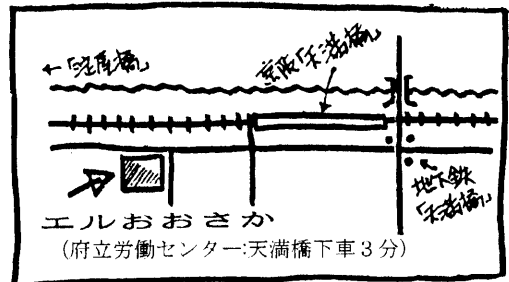 ←「淀屋橋」
京阪「天満橋」
地下鉄
「天満橋」
エルおおさか
(府立労働センター:天満橋下車3分)